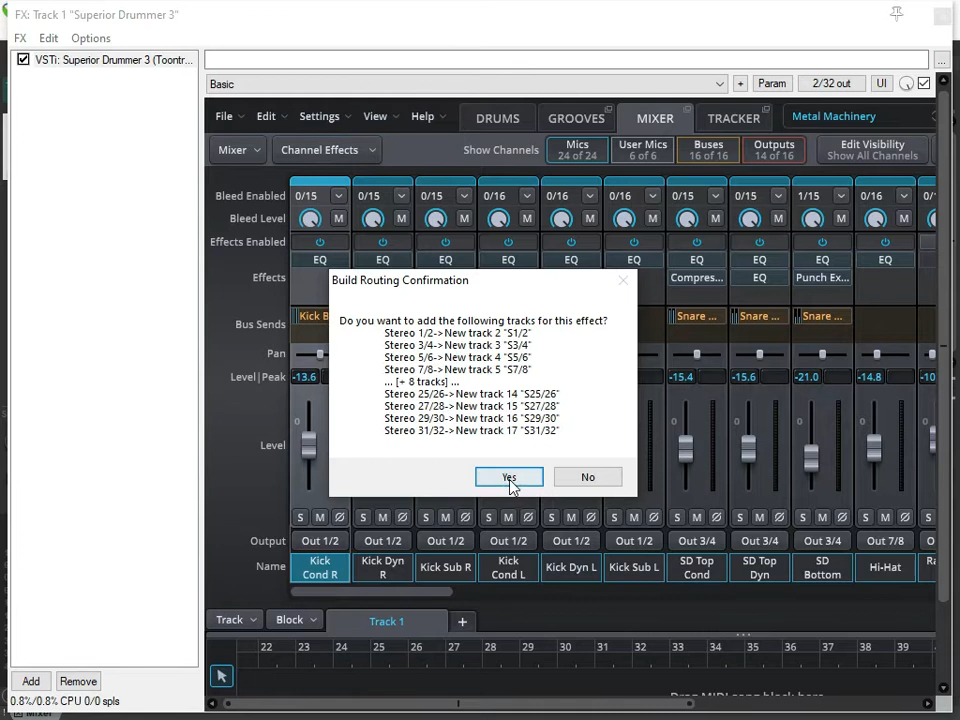 FX: Track 1 "Superior Drummer 3"
FX Edit Options
VSTi: Superior Drummer 3 (Toontr...
...
Basic
+ Param 2/32 out UI
File Edit Settings View Help DRUMS GROOVES MIXER TRACKER Metal Machinery
Mixer Channel Effects Show Channels
Mics
24 of 24
User Mics
6 of 6
Buses
16 of 16
Outputs
14 of 16
Edit Visibility
Show All Channels
Bleed Enabled 0/15 0/15 0/15 0/16 0/16 0/16 0/15 0/15 1/15 0/16
Bleed Level M M M M M M M M M M
Effects Enabled
EQ EQ EQ EQ EQ EQ EQ EQ EQ EQ
Effects Compres... EQ Punch Ex...
Build Routing Confirmation
Do you want to add the following tracks for this effect?
Stereo 1/2->New track 2 "S1/2"
Stereo 3/4->New track 3 "S3/4"
Stereo 5/6->New track 4 "S5/6"
Stereo 7/8->New track 5 "S7/8"
... [+ 8 tracks] ...
Stereo 25/26->New track 14 "S25/26"
Stereo 27/28->New track 15 "S27/28"
Stereo 29/30->New track 16 "S29/30"
Stereo 31/32->New track 17 "S31/32"
Yes No
Bus Sends Kick B Snare ... Snare ... Snare ...
Pan
Level|Peak -13.6 -15.4 -15.6 -21.0 -14.8
Level 0 0 0 0 0
S M S M S M S M S M S M S M S M S M S M
Output Out 1/2 Out 1/2 Out 1/2 Out 1/2 Out 1/2 Out 1/2 Out 3/4 Out 3/4 Out 3/4 Out 7/8
Name
Kick Cond R
Kick Dyn R
Kick Sub R
Kick Cond L
Kick Dyn L
Kick Sub L
SD Top Cond
SD Top Dyn
SD Bottom
Hi-Hat
Track Block Track 1 +
22 23 24 25 26 27 28 29 30 31 32 33 34 35 36 37 38 39
Add Remove
0.8%/0.8% CPU 0/0 spls
Mixer